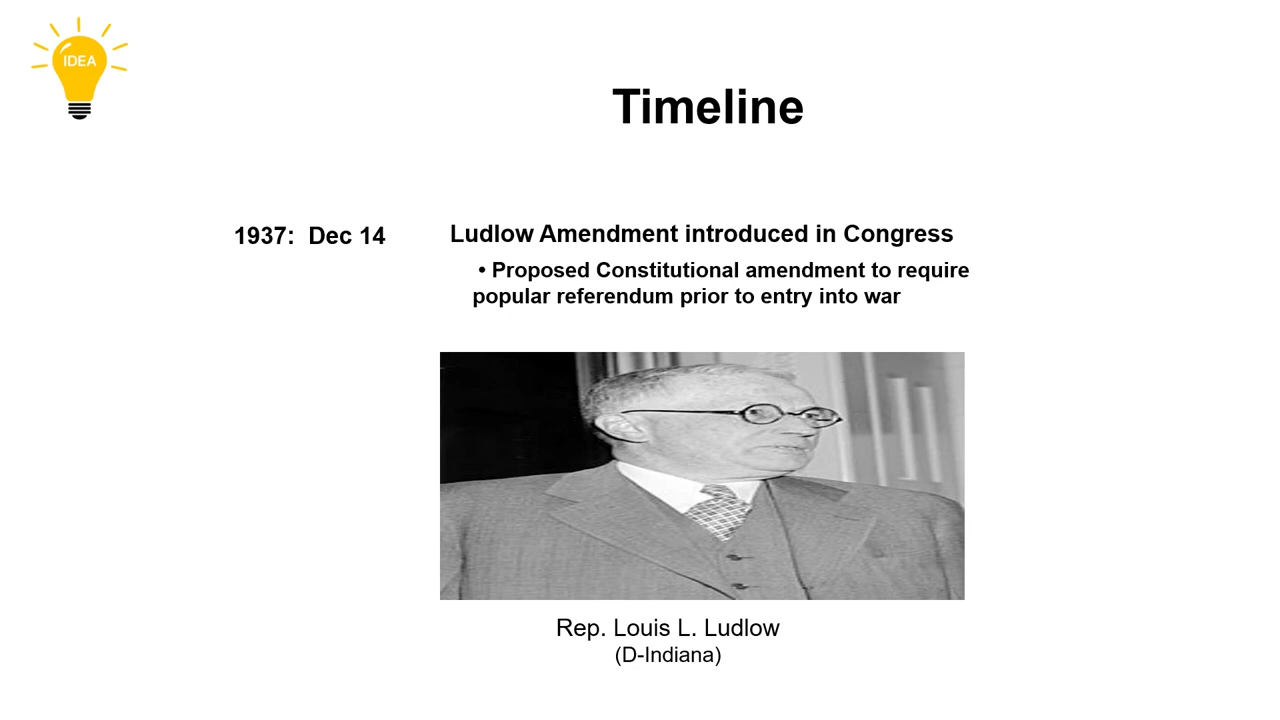 IDEA
Timeline
1937:  Dec 14
Ludlow Amendment introduced in Congress
• Proposed Constitutional amendment to require
popular referendum prior to entry into war
Rep. Louis L. Ludlow
(D-Indiana)